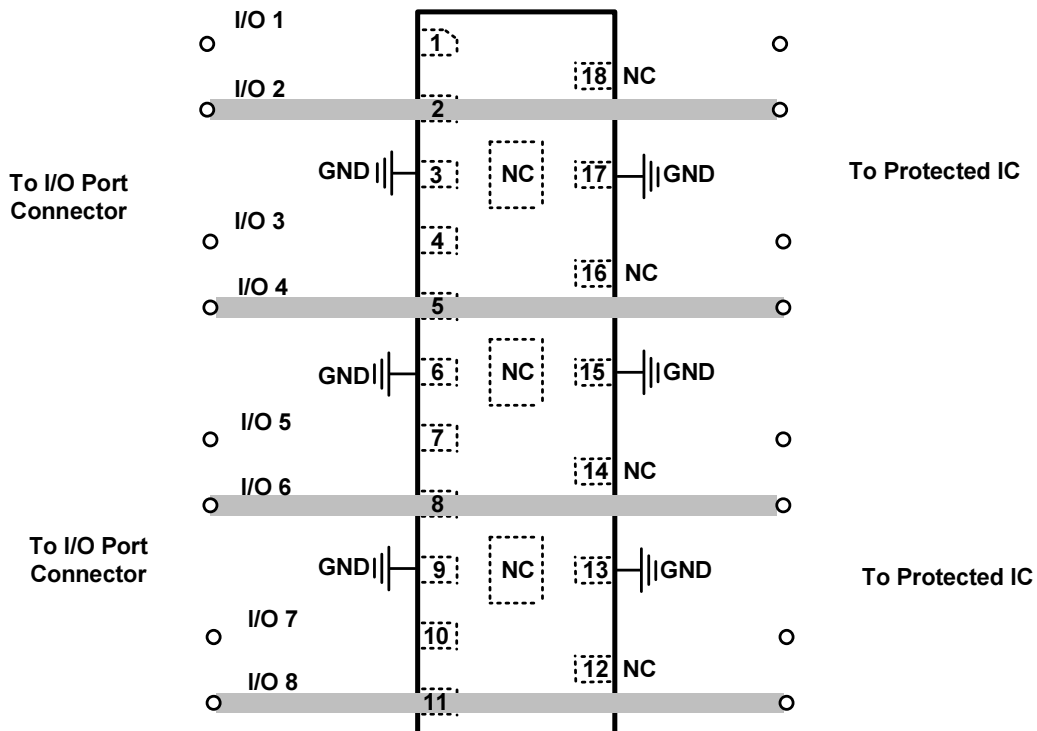 I/O 1
1
18 NC
I/O 2
2
GND 3 NC 17 GND
To Protected IC
To I/O Port
Connector
I/O 3
4
16 NC
I/O 4
5
GND 6 NC 15 GND
I/O 5
7
14 NC
I/O 6
8
To I/O Port
Connector
GND 9 NC 13 GND
To Protected IC
I/O 7
10
12 NC
I/O 8
11